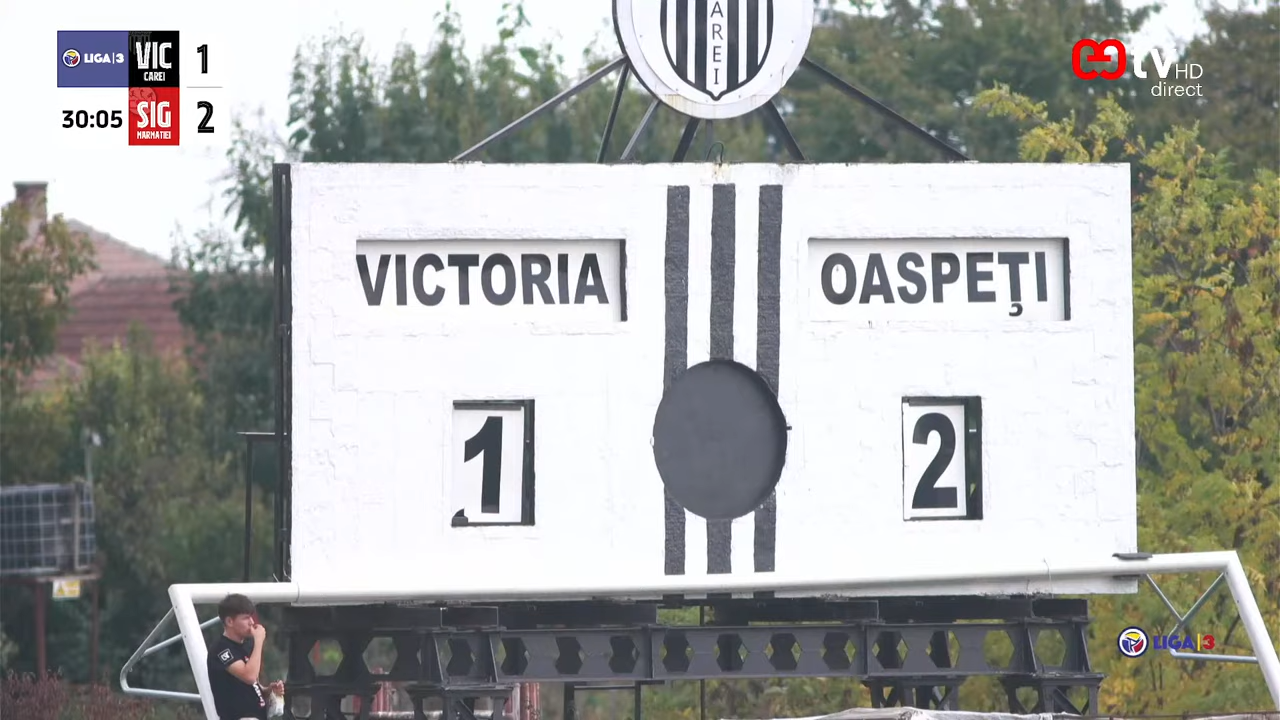 LIGA|3
VIC
CAREI
1
30:05
SIG
MARMATIEI
2
AREI
tv HD
direct
VICTORIA
OASPEȚI
1
2
LIGA|3